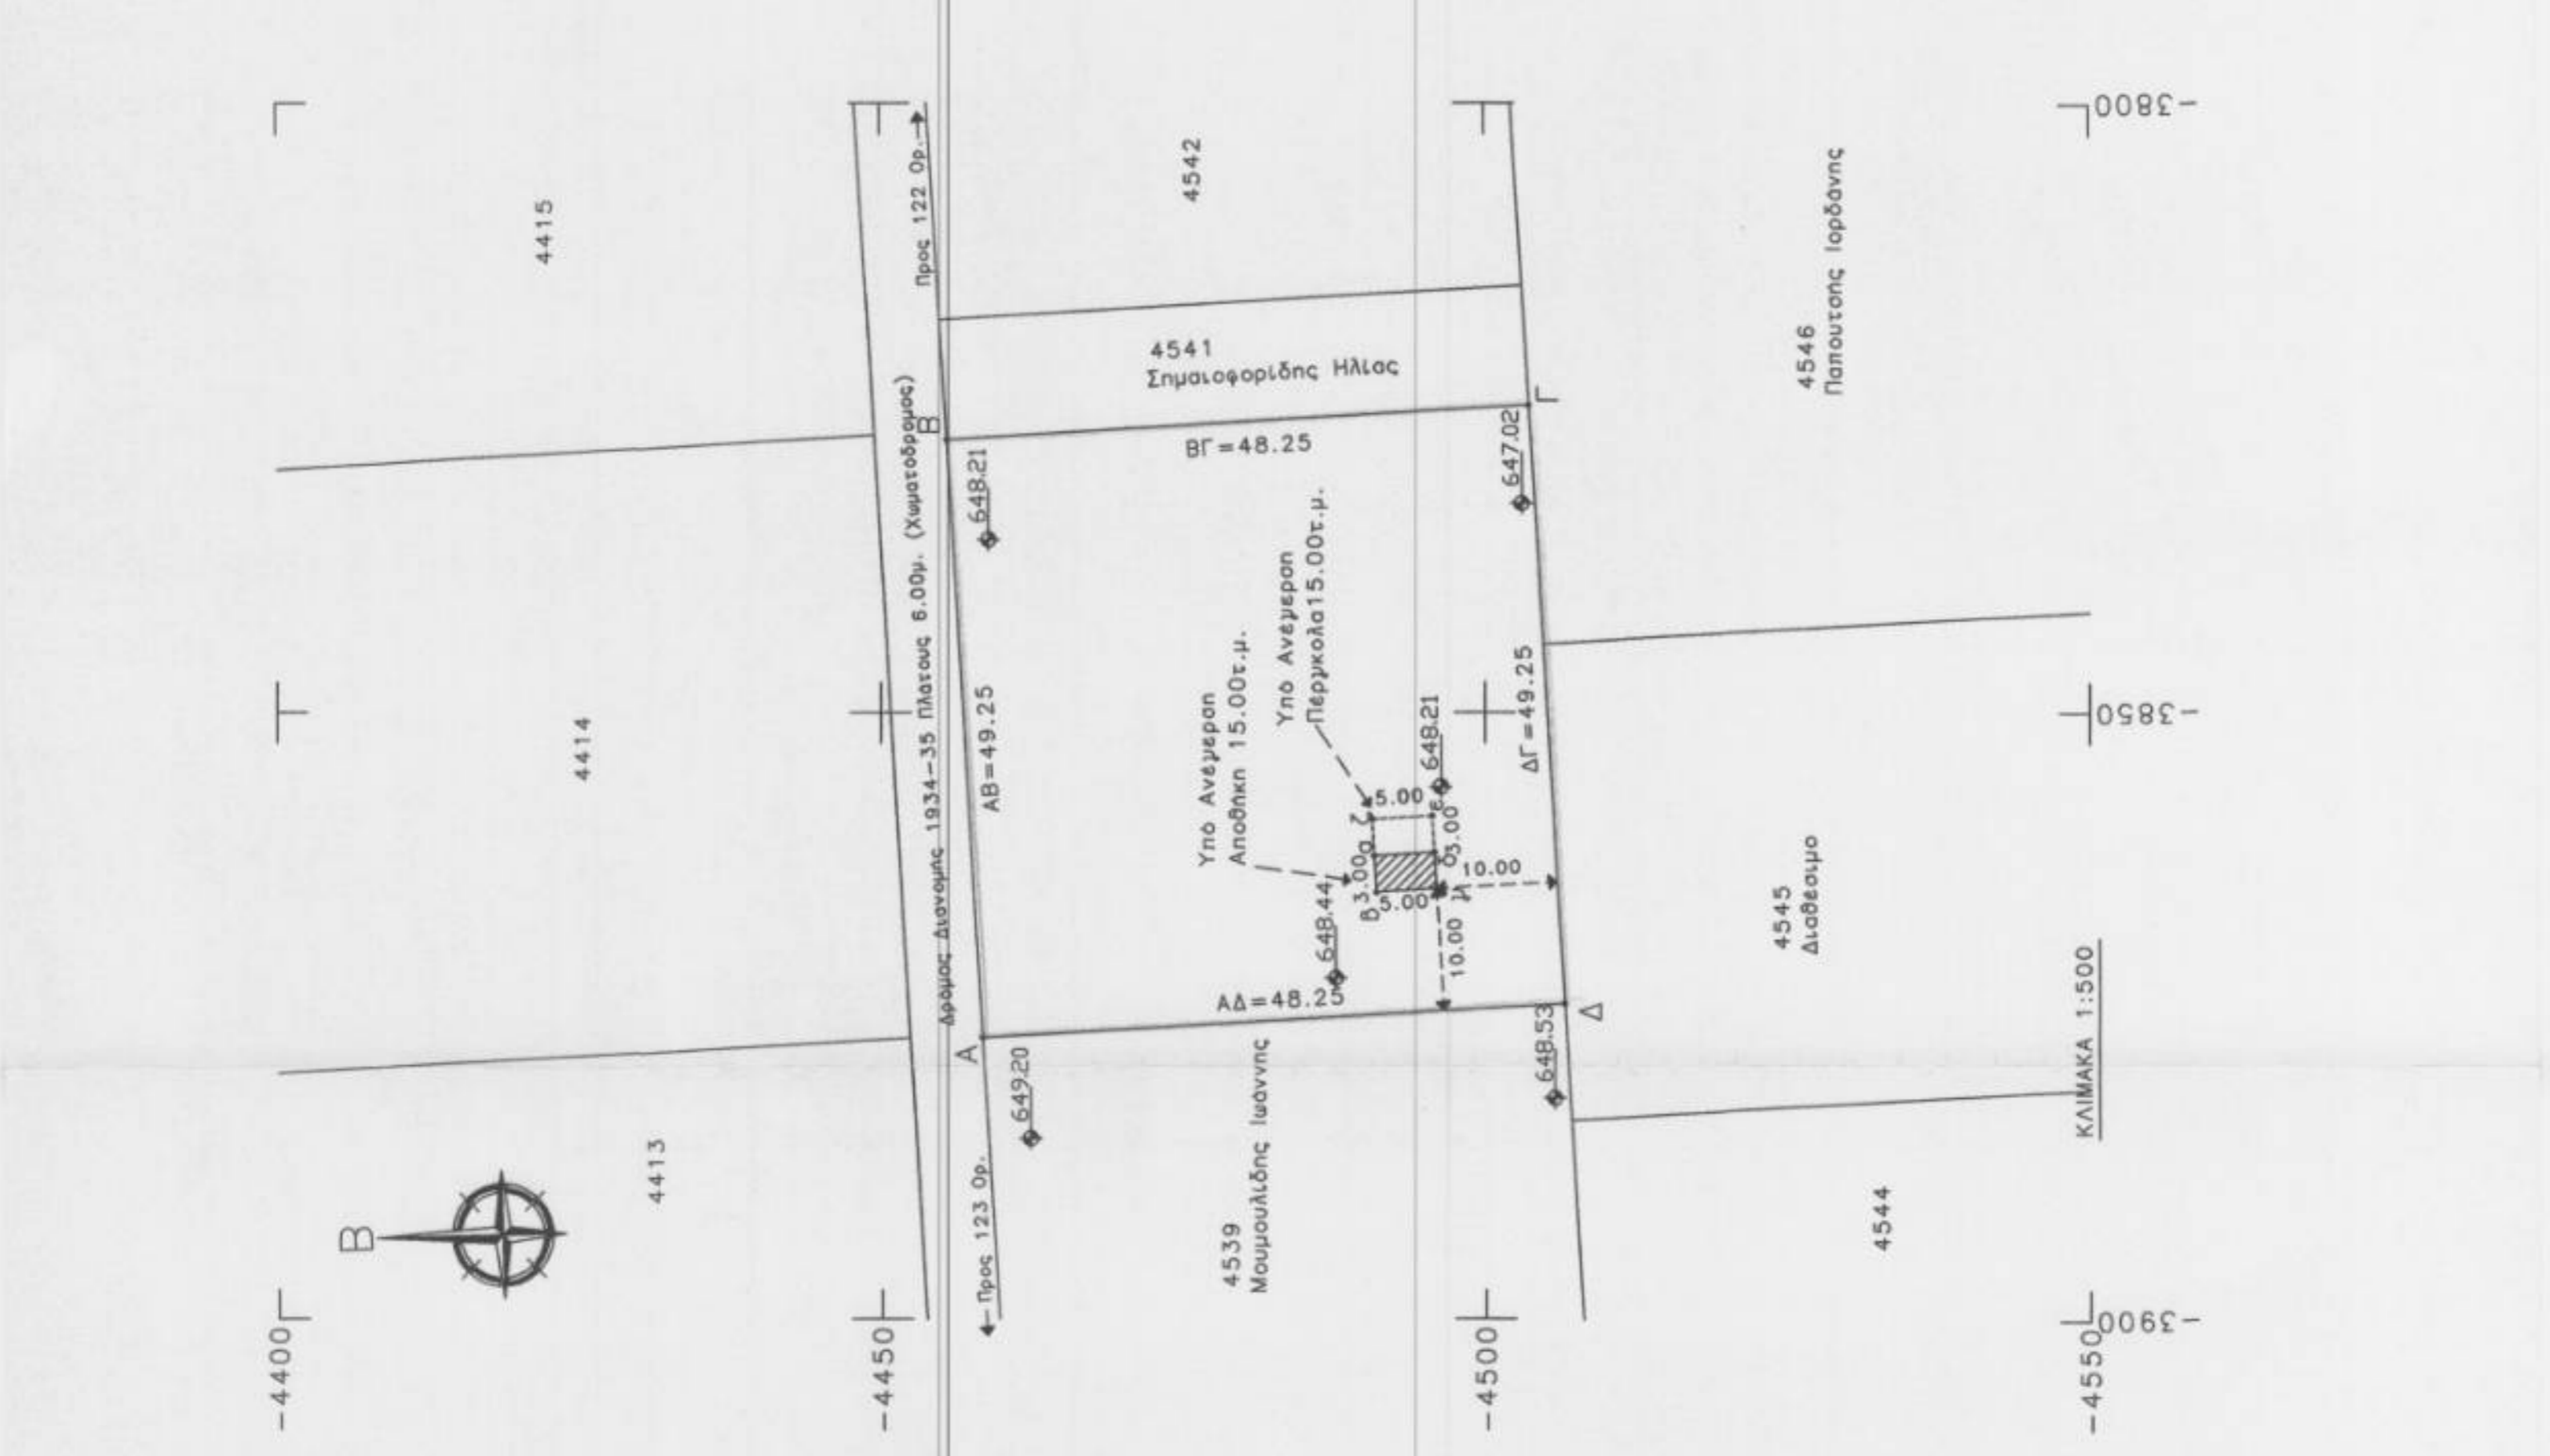 4415
4414
4413
Β
-4400
-4450
-4500
-4550
-3800
-3850
-3900
Προς 122 Ορ.
Δρόμος Διανομής 1934-35 Πλάτους 6.00μ. (Χωματόδρομος)
Προς 123 Ορ.
Α
Β
Γ
Δ
ΑΒ=49.25
ΒΓ=48.25
ΔΓ=49.25
ΑΔ=48.25
4542
4541
Σημαιοφορίδης Ηλίας
648.21
647.02
Υπό Ανέγερση
Πέργκολα15.00τ.μ.
Υπό Ανέγερση
Αποθήκη 15.00τ.μ.
648.21
648.44
5.00
ζ
ε
3.00
α
δ
3.00
β
γ
5.00
10.00
10.00
649.20
648.53
4539
Μουμουλίδης Ιωάννης
4546
Παπουτσής Ιορδάνης
4545
Διαθέσιμο
4544
ΚΛΙΜΑΚΑ 1:500